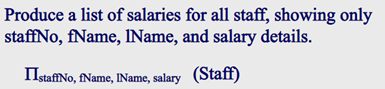 Produce a list of salaries for all staff, showing only
staffNo, fName, lName, and salary details.
ΠstaffNo, fName, lName, salary (Staff)